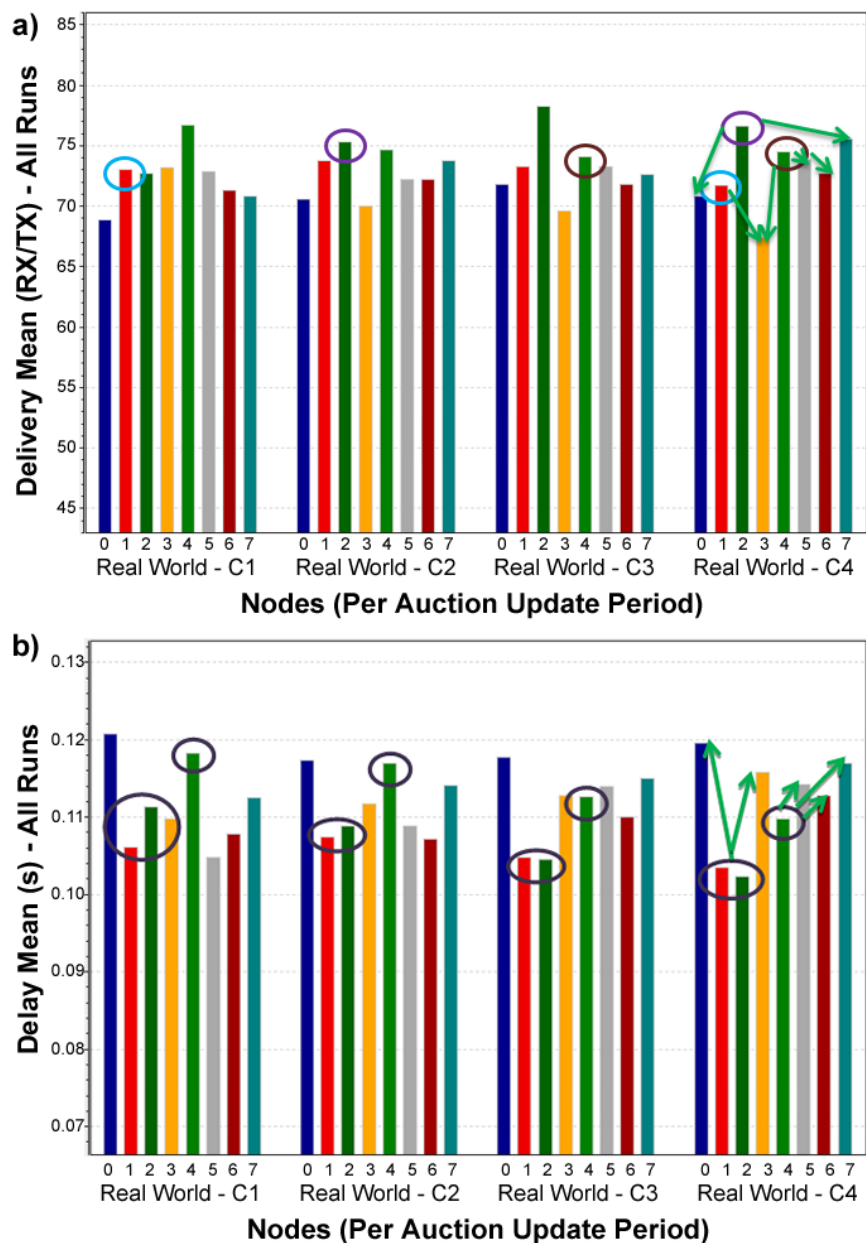 a)
Delivery Mean (RX/TX) - All Runs
85
80
75
70
65
60
55
50
45
0 1 2 3 4 5 6 7 0 1 2 3 4 5 6 7 0 1 2 3 4 5 6 7 0 1 2 3 4 5 6 7
Real World - C1 Real World - C2 Real World - C3 Real World - C4
Nodes (Per Auction Update Period)
b)
Delay Mean (s) - All Runs
0.13
0.12
0.11
0.10
0.09
0.08
0.07
0 1 2 3 4 5 6 7 0 1 2 3 4 5 6 7 0 1 2 3 4 5 6 7 0 1 2 3 4 5 6 7
Real World - C1 Real World - C2 Real World - C3 Real World - C4
Nodes (Per Auction Update Period)